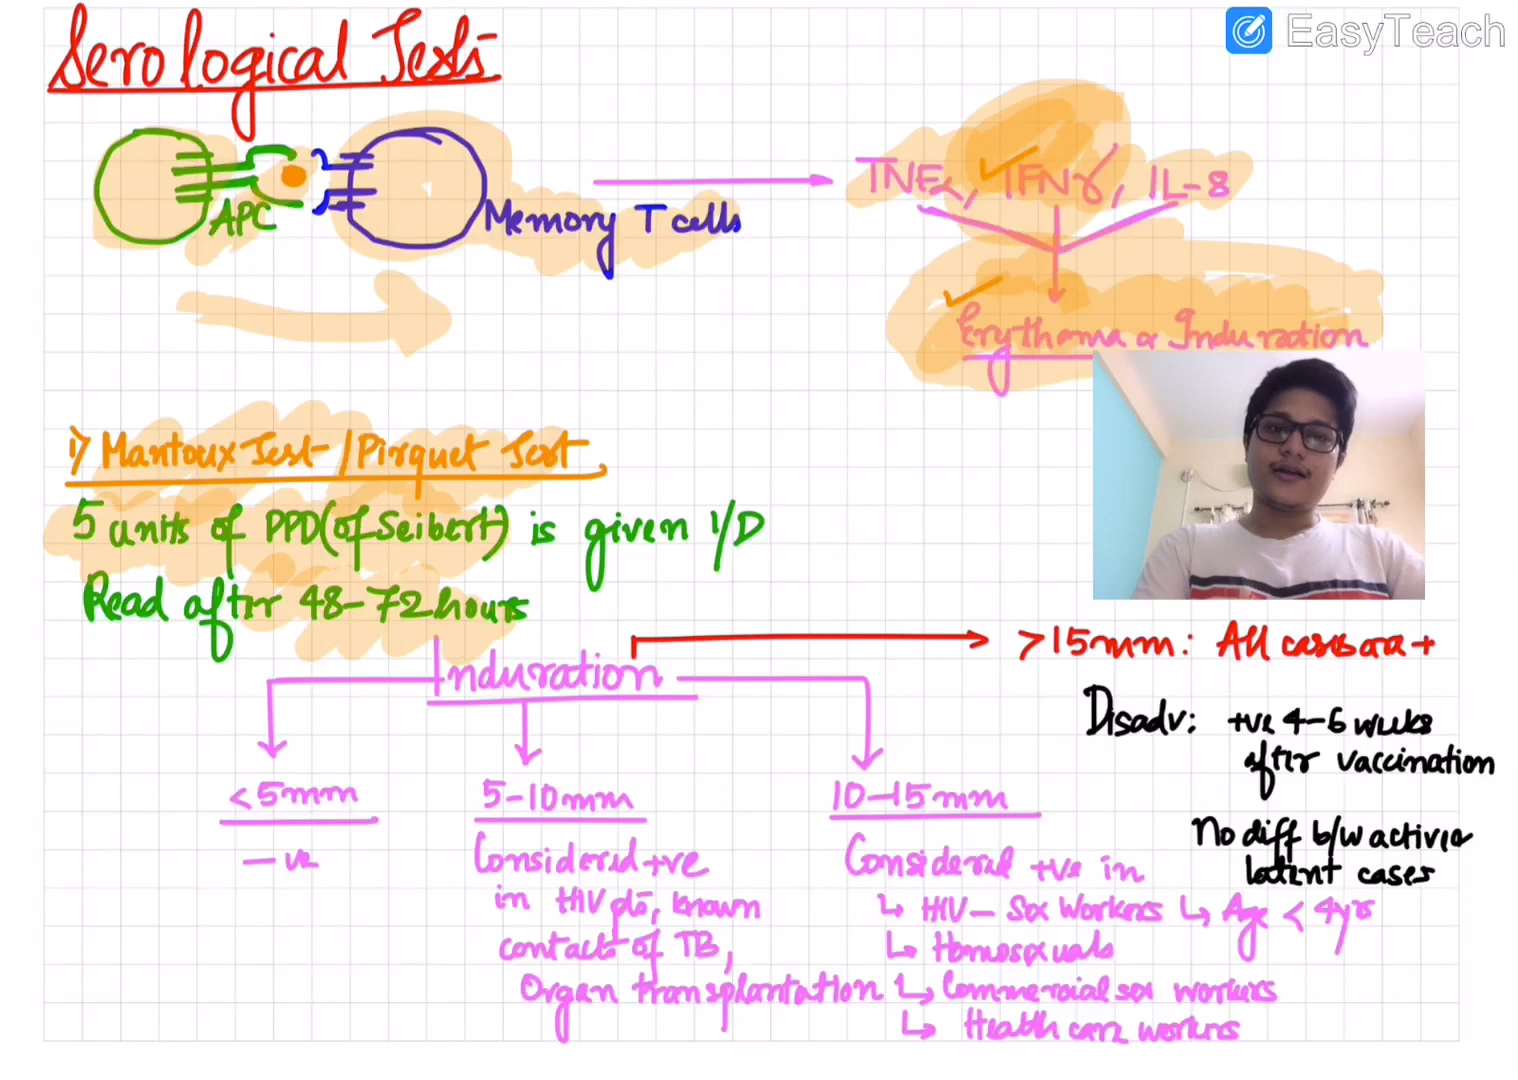 EasyTeach
Serological Tests
APC
Memory T cells
TNFα, IFNγ, IL-8
Erythema & Induration
1) Mantoux Test / Pirquet Test
5 units of PPD (of Seibert) is given I/D
Read after 48-72 hours
Induration
>15mm: All cases are +
Disadv: +ve 4-6 weeks
after vaccination
No diff b/w active &
latent cases
<5mm
-ve
5-10mm
Considered +ve
in HIV pts, known
contacts of TB,
Organ transplantation
10-15mm
Considered +ve in
↳ HIV - Sex Workers ↳ Age < 4yrs
↳ Homosexuals
↳ Commercial sex workers
↳ Health care workers